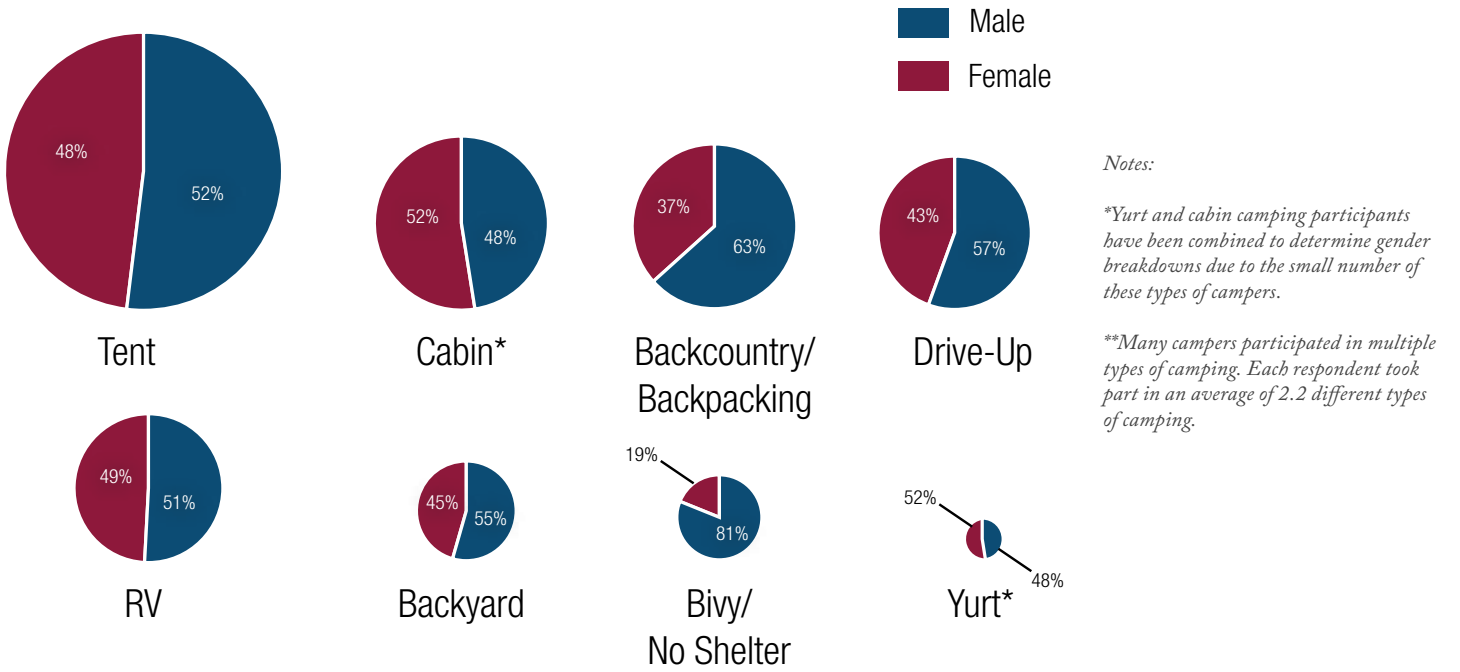 Male
Female
48%
52%
Tent
52%
48%
Cabin*
37%
63%
Backcountry/
Backpacking
43%
57%
Drive-Up
Notes:
*Yurt and cabin camping participants
have been combined to determine gender
breakdowns due to the small number of
these types of campers.
**Many campers participated in multiple
types of camping. Each respondent took
part in an average of 2.2 different types
of camping.
49%
51%
RV
45%
55%
Backyard
19%
81%
Bivy/
No Shelter
52%
48%
Yurt*